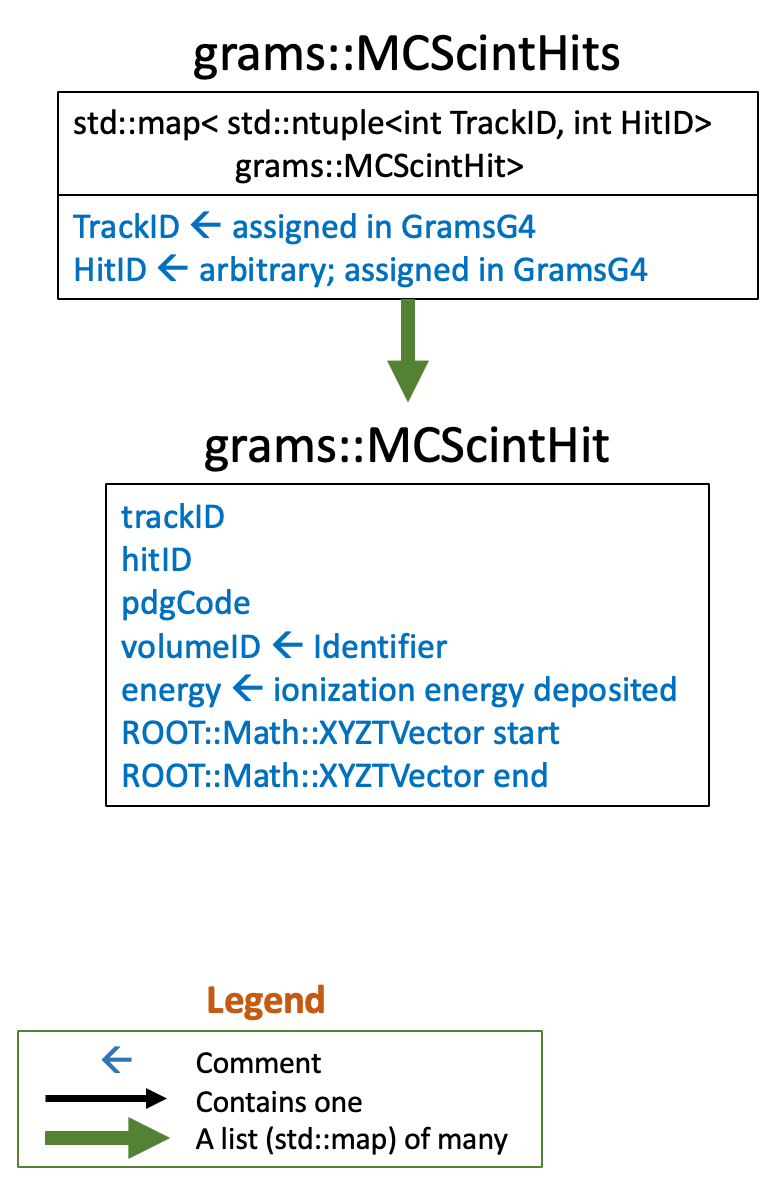 grams::MCScintHits
std::map< std::ntuple<int TrackID, int HitID>
grams::MCScintHit>
TrackID ← assigned in GramsG4
HitID ← arbitrary; assigned in GramsG4
grams::MCScintHit
trackID
hitID
pdgCode
volumeID ← Identifier
energy ← ionization energy deposited
ROOT::Math::XYZTVector start
ROOT::Math::XYZTVector end
Legend
← Comment
Contains one
A list (std::map) of many